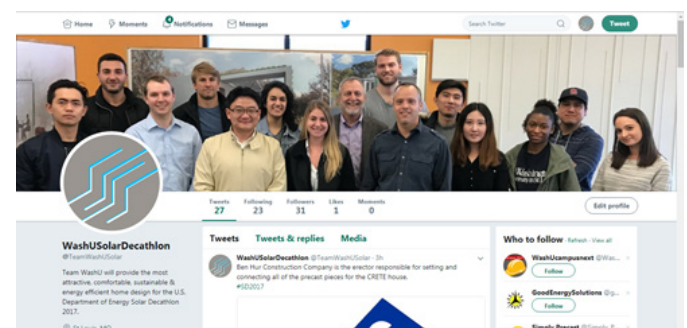 Home Moments Notifications Messages Search Twitter Tweet
Tweets Following Followers Likes Moments
27 23 31 1 0
Edit profile
WashUSolarDecathlon
@TeamWashUSolar
Team WashU will provide the most
attractive, comfortable, sustainable &
energy efficient home design for the U.S.
Department of Energy Solar Decathlon
2017.
Tweets Tweets & replies Media
WashUSolarDecathlon @TeamWashUSolar · 3h
Ben Hur Construction Company is the erector responsible for setting and
connecting all of the precast pieces for the CRETE house.
#SD2017
Who to follow · Refresh · View all
WashUcampusnext @Was...
Follow
GoodEnergySolutions @g...
Follow